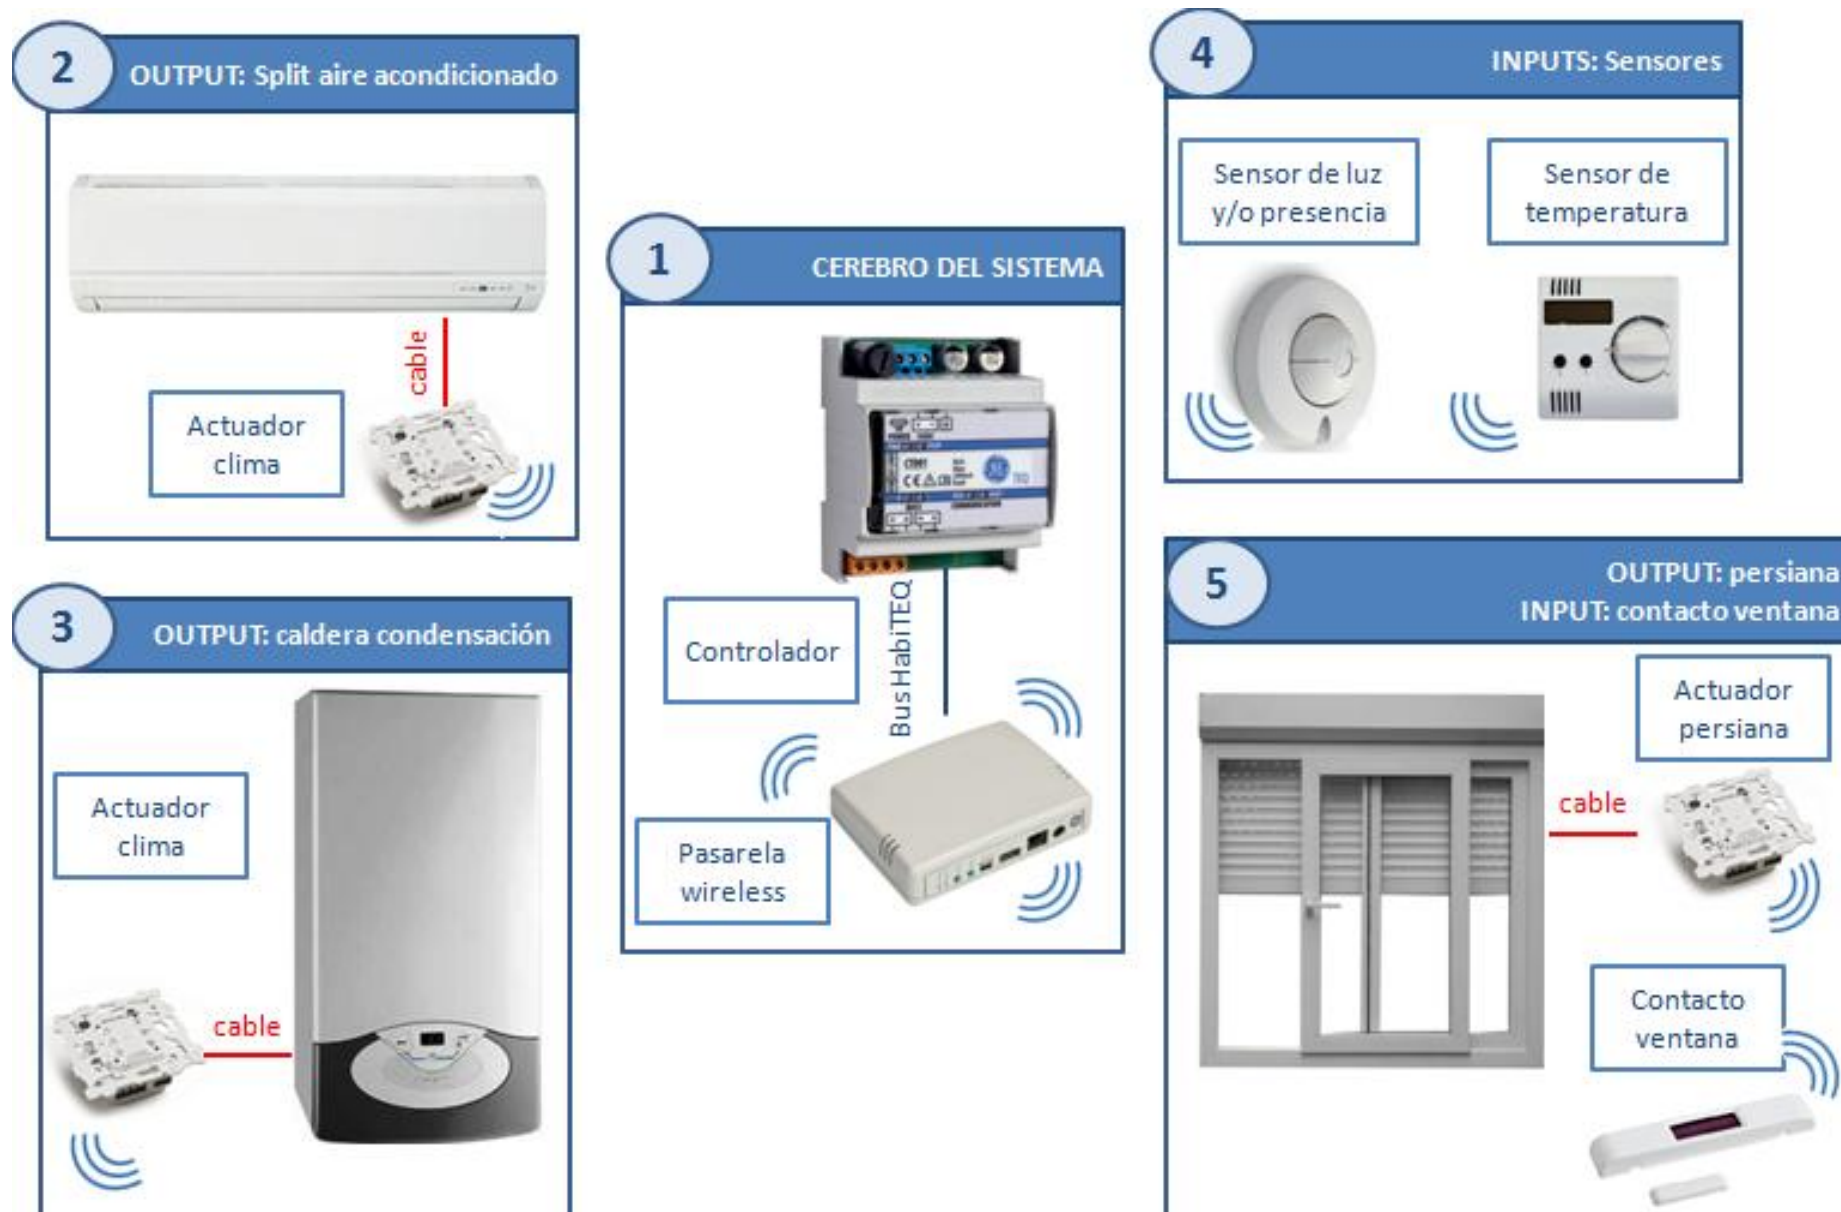 1
CEREBRO DEL SISTEMA
Controlador
Bus HabiTEQ
Pasarela
wireless
2
OUTPUT: Split aire acondicionado
cable
Actuador
clima
3
OUTPUT: caldera condensación
Actuador
clima
cable
4
INPUTS: Sensores
Sensor de luz
y/o presencia
Sensor de
temperatura
5
OUTPUT: persiana
INPUT: contacto ventana
Actuador
persiana
cable
Contacto
ventana